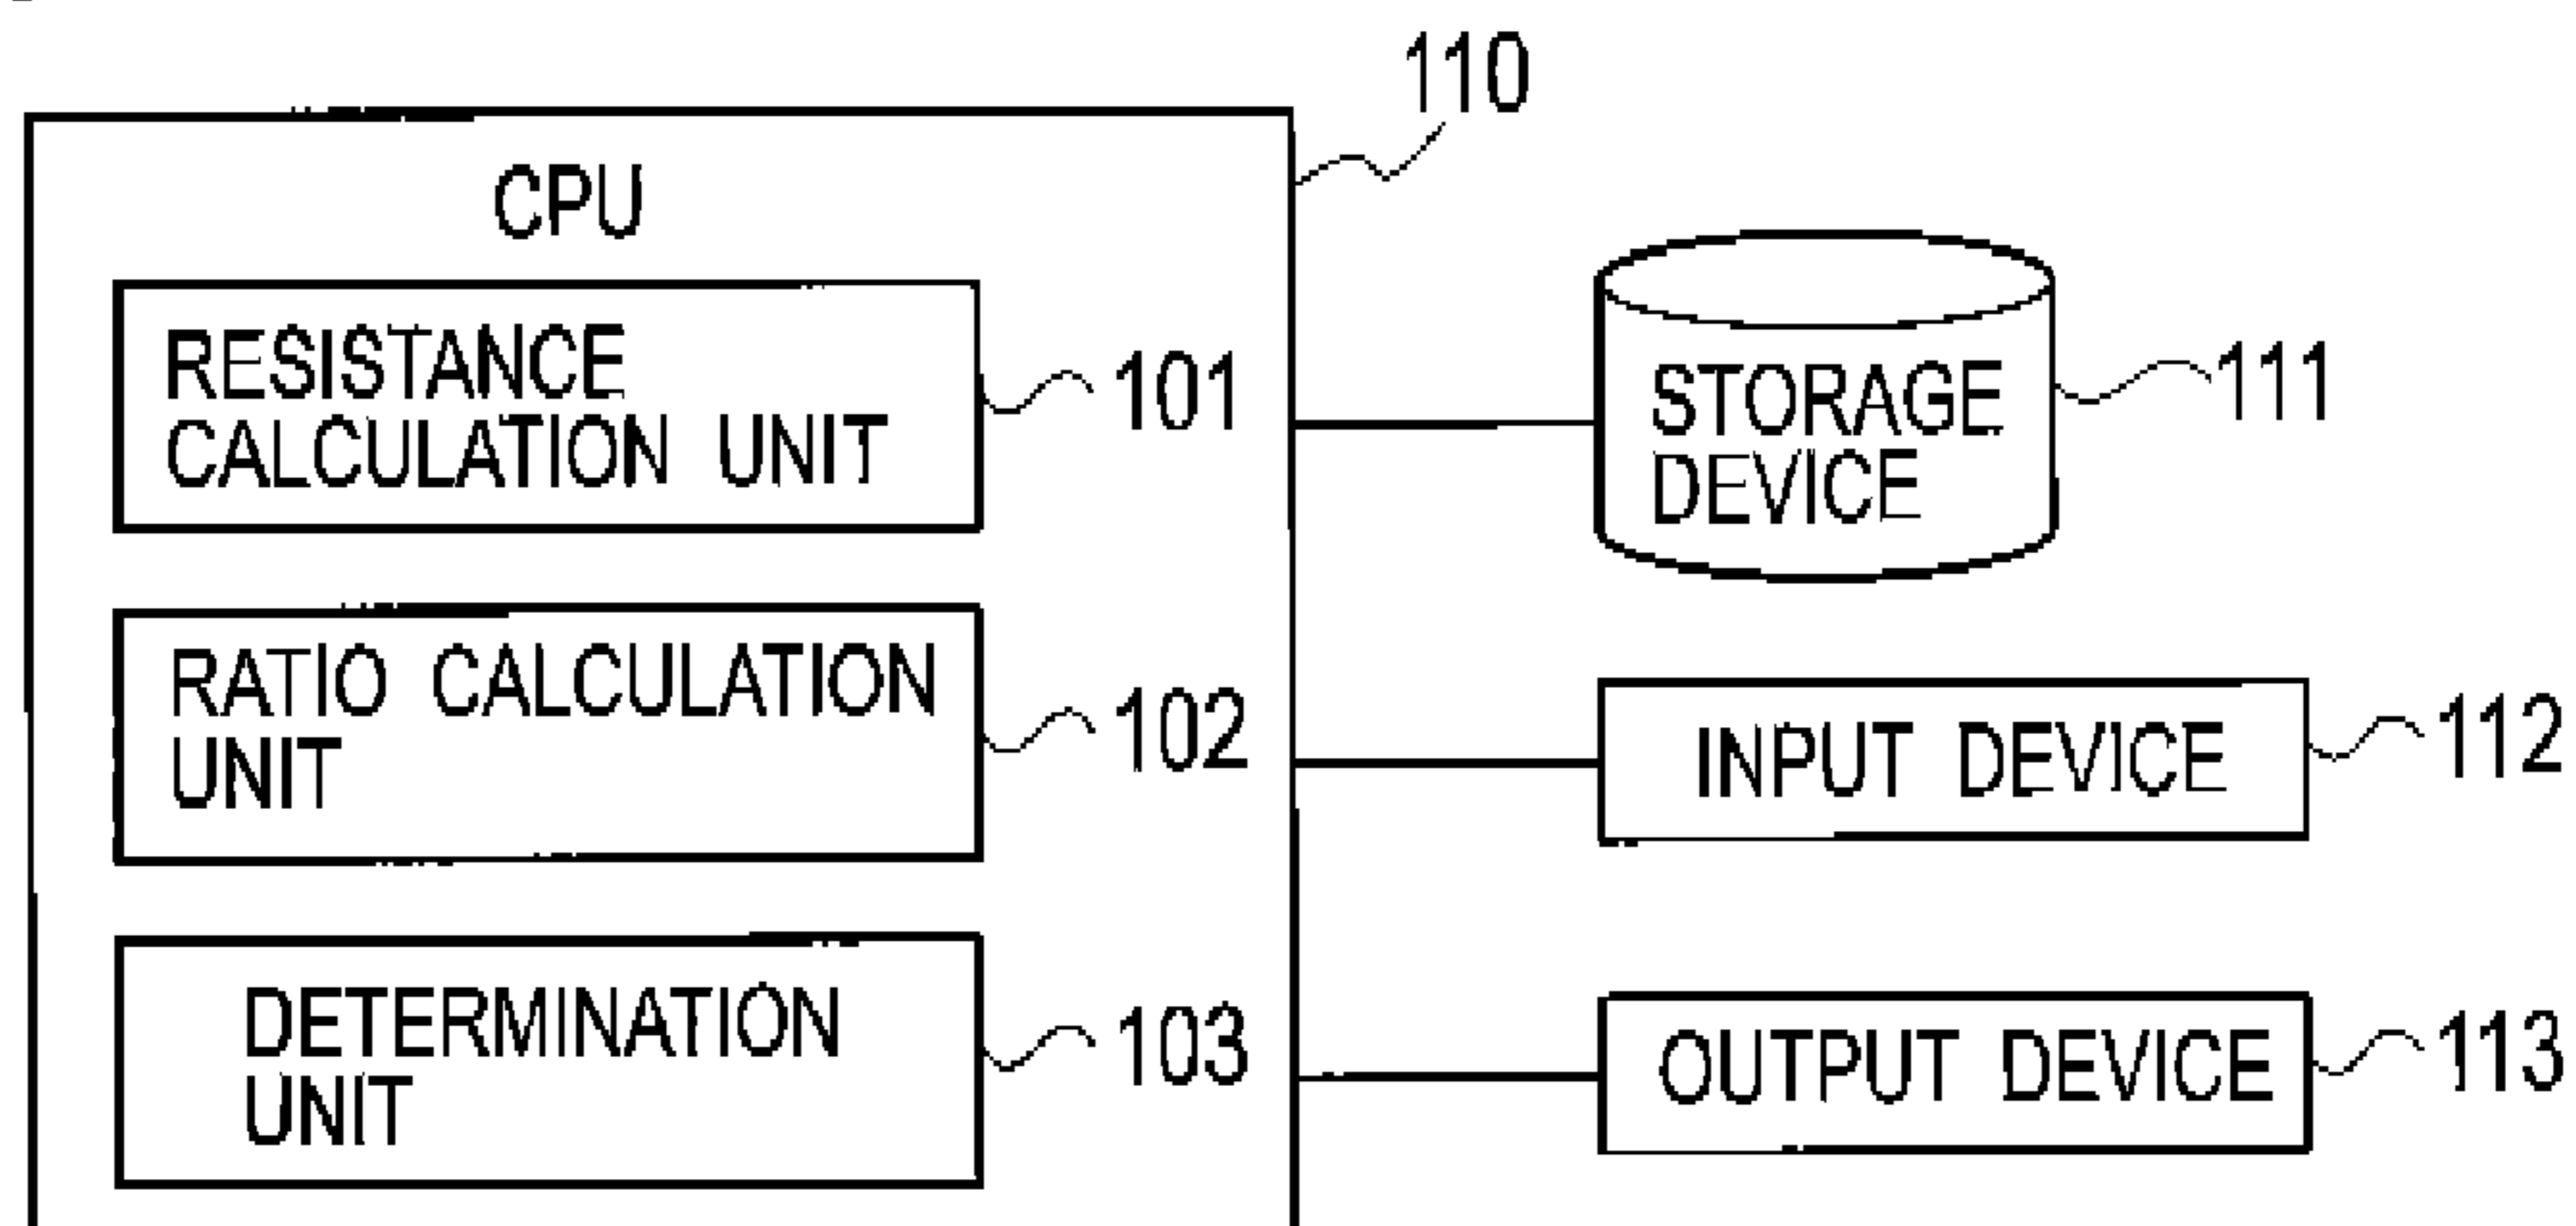 110
CPU
RESISTANCE
CALCULATION UNIT
101
STORAGE
DEVICE
111
RATIO CALCULATION
UNIT
102
INPUT DEVICE
112
DETERMINATION
UNIT
103
OUTPUT DEVICE
113